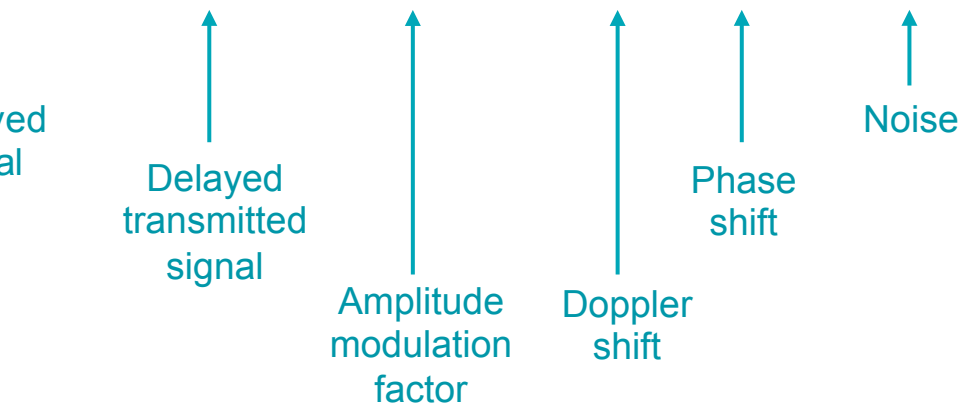 Delayed
transmitted
signal
Amplitude
modulation
factor
Doppler
shift
Phase
shift
Noise